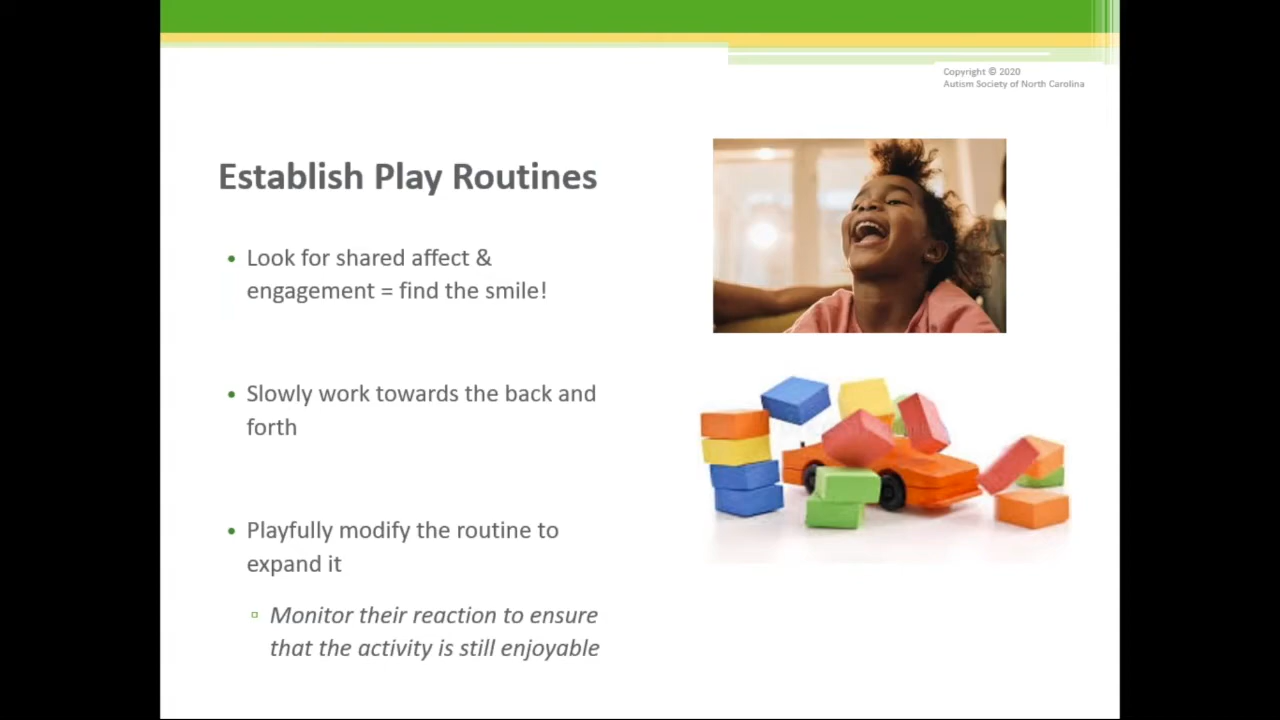 Copyright © 2020
Autism Society of North Carolina
Establish Play Routines
• Look for shared affect &
engagement = find the smile!
• Slowly work towards the back and
forth
• Playfully modify the routine to
expand it
▫ Monitor their reaction to ensure
that the activity is still enjoyable